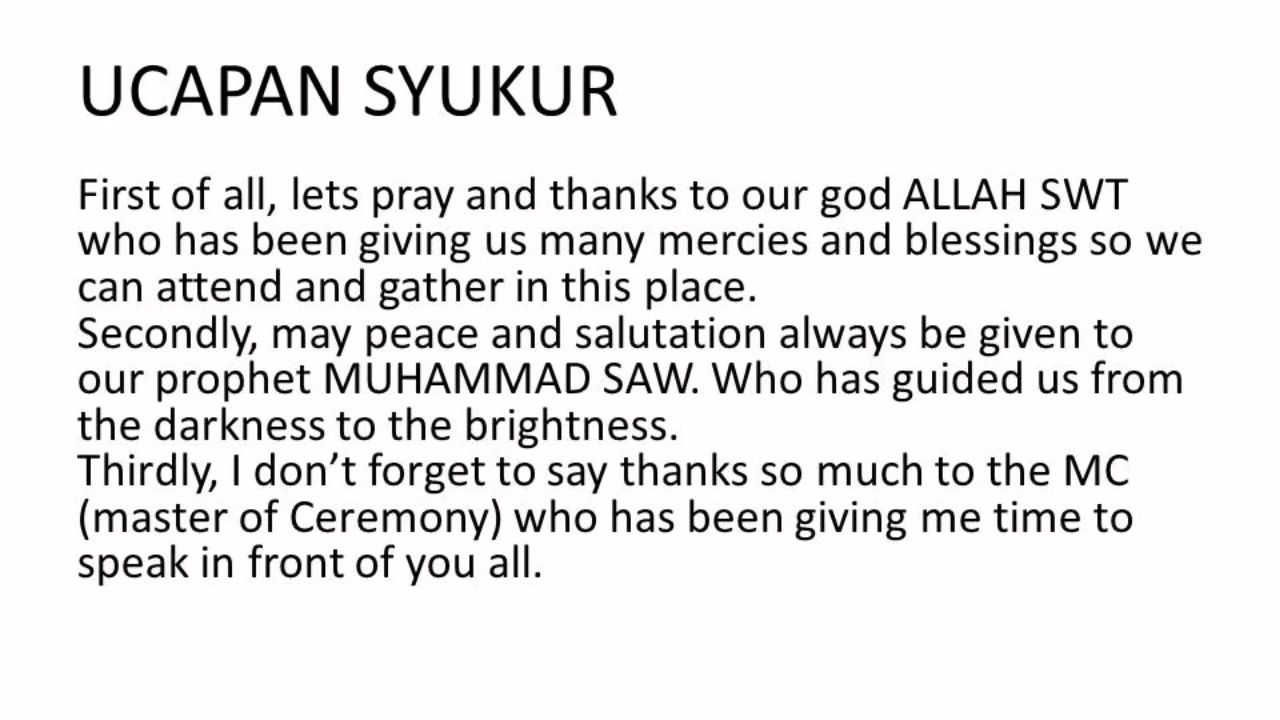 UCAPAN SYUKUR
First of all, lets pray and thanks to our god ALLAH SWT
who has been giving us many mercies and blessings so we
can attend and gather in this place.
Secondly, may peace and salutation always be given to
our prophet MUHAMMAD SAW. Who has guided us from
the darkness to the brightness.
Thirdly, I don’t forget to say thanks so much to the MC
(master of Ceremony) who has been giving me time to
speak in front of you all.